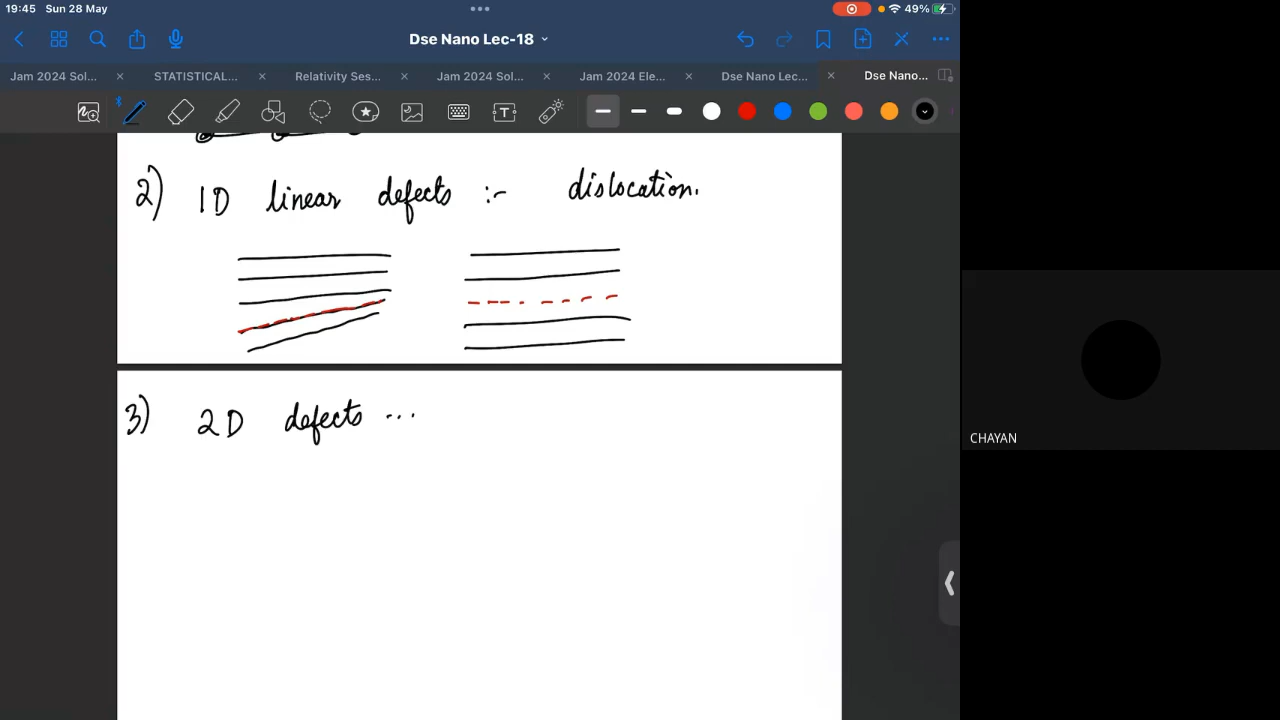 19:45 Sun 28 May
49%
Dse Nano Lec-18
Jam 2024 Sol... STATISTICAL... Relativity Ses... Jam 2024 Sol... Jam 2024 Ele... Dse Nano Lec... Dse Nano...
2) 1D linear defects :- dislocation.
3) 2D defects ...
CHAYAN